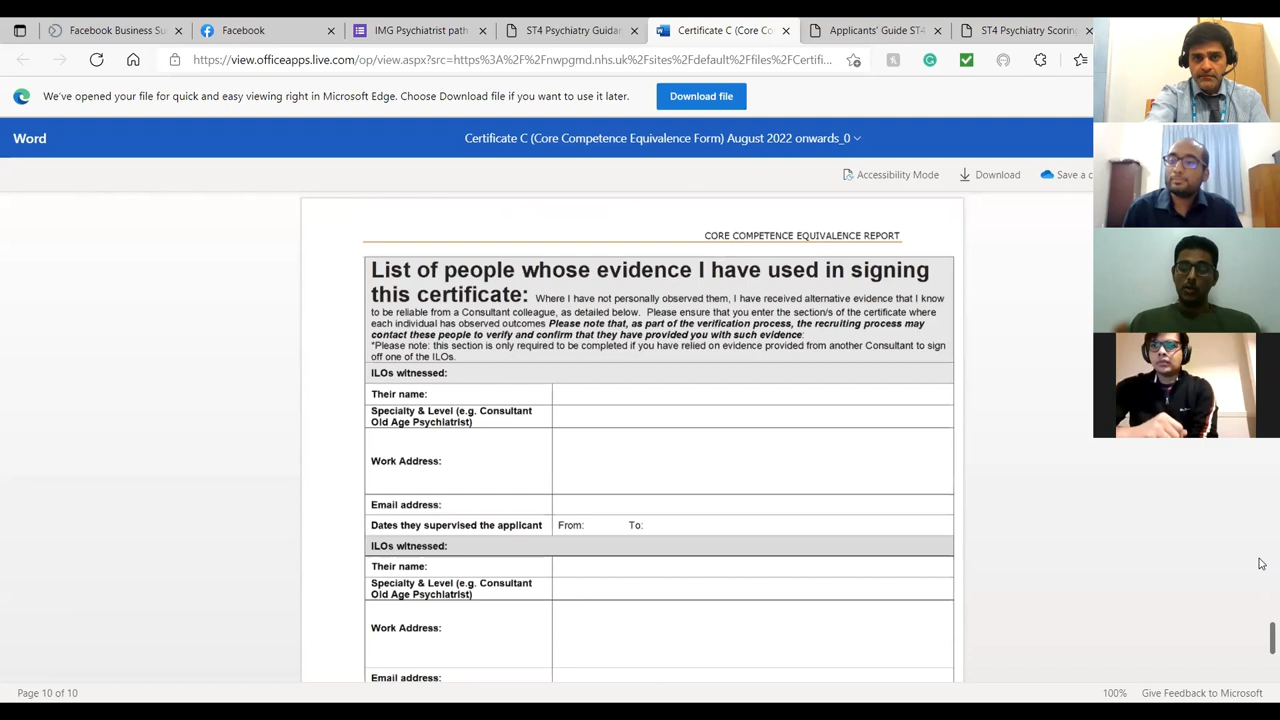 Facebook Business Su
Facebook
IMG Psychiatrist path
ST4 Psychiatry Guidan
Certificate C (Core Co
Applicants' Guide ST4
ST4 Psychiatry Scoring
https://view.officeapps.live.com/op/view.aspx?src=https%3A%2F%2Fnwpgmd.nhs.uk%2Fsites%2Fdefault%2Ffiles%2FCertifi...
We've opened your file for quick and easy viewing right in Microsoft Edge. Choose Download file if you want to use it later.
Download file
Word
Certificate C (Core Competence Equivalence Form) August 2022 onwards_0
Accessibility Mode
Download
Save a c
CORE COMPETENCE EQUIVALENCE REPORT
List of people whose evidence I have used in signing
this certificate: Where I have not personally observed them, I have received alternative evidence that I know
to be reliable from a Consultant colleague, as detailed below. Please ensure that you enter the section/s of the certificate where
each individual has observed outcomes Please note that, as part of the verification process, the recruiting process may
contact these people to verify and confirm that they have provided you with such evidence:
*Please note: this section is only required to be completed if you have relied on evidence provided from another Consultant to sign
off one of the ILOs.
ILOs witnessed:
Their name:
Specialty & Level (e.g. Consultant
Old Age Psychiatrist)
Work Address:
Email address:
Dates they supervised the applicant From: To:
ILOs witnessed:
Their name:
Specialty & Level (e.g. Consultant
Old Age Psychiatrist)
Work Address:
Email address:
Page 10 of 10
100%
Give Feedback to Microsoft